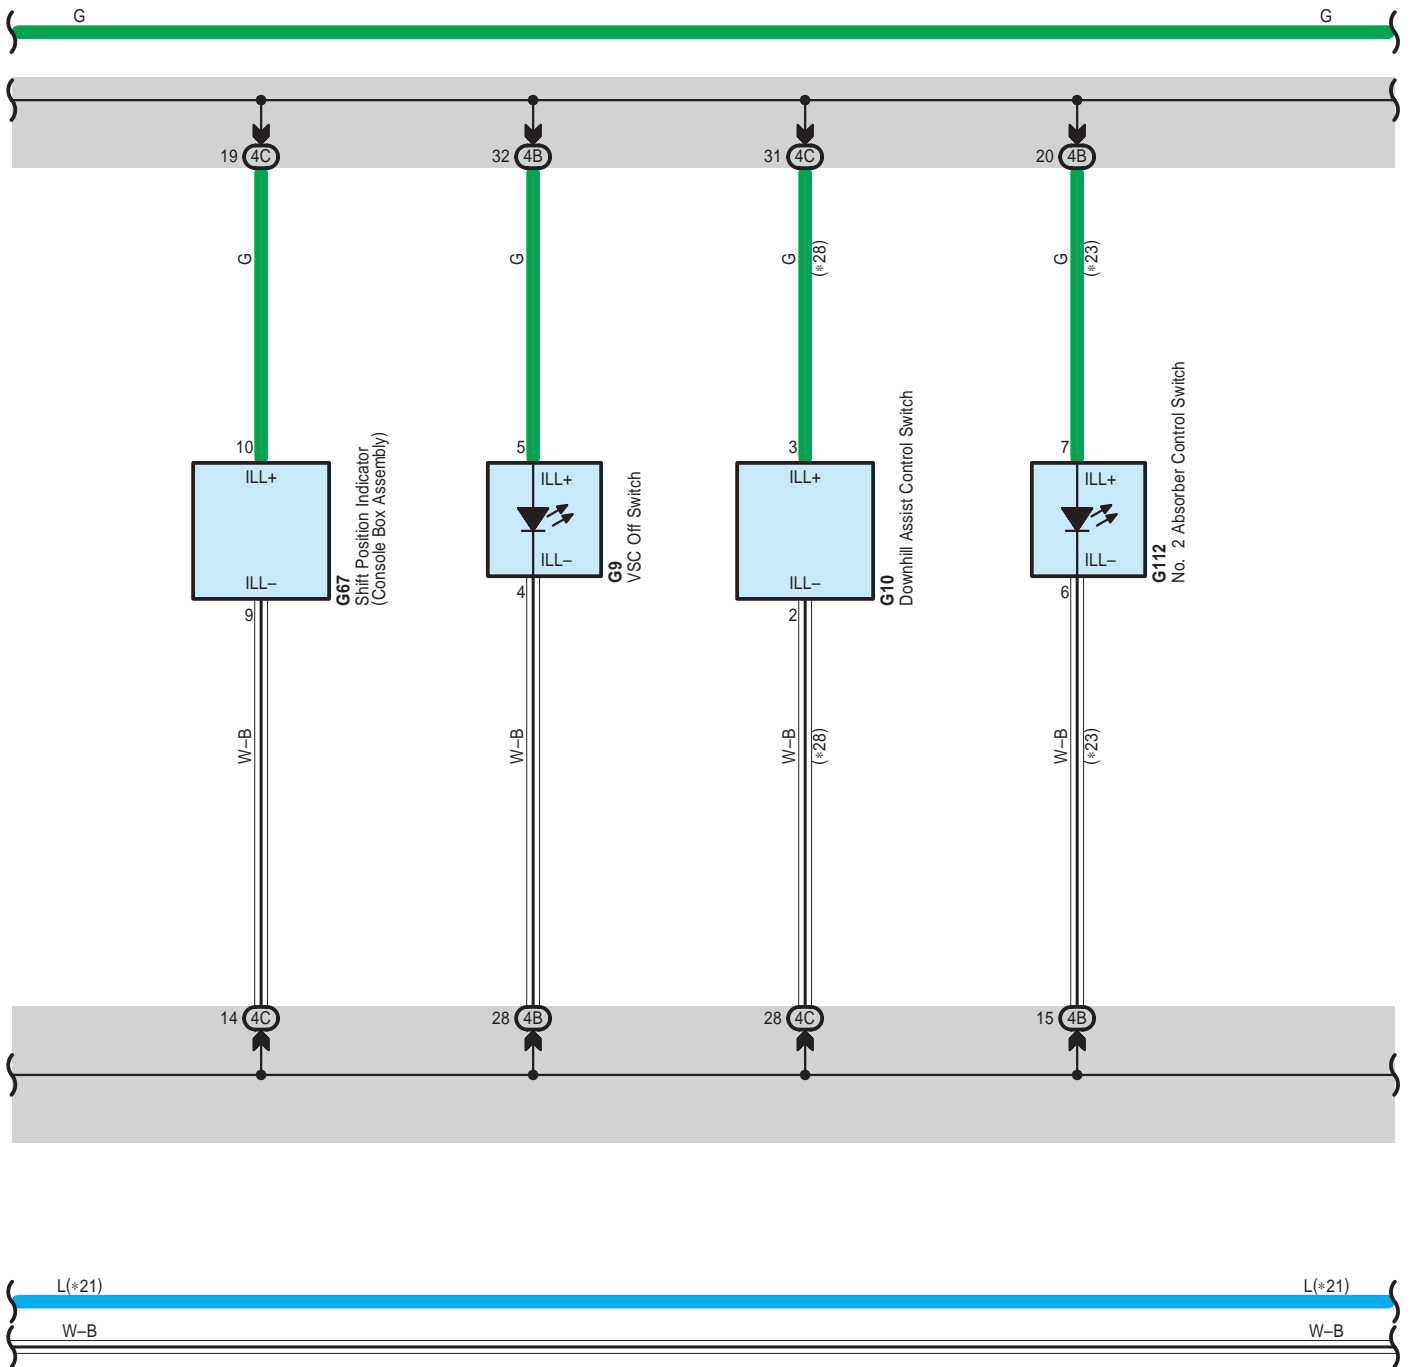 G
G
19 4C
32 4B
31 4C
20 4B
G
G
G
(*28)
G
(*23)
10
5
3
7
ILL+
ILL+
ILL+
ILL+
ILL–
ILL–
ILL–
ILL–
G67
Shift Position Indicator
(Console Box Assembly)
G9
VSC Off Switch
G10
Downhill Assist Control Switch
G112
No. 2 Absorber Control Switch
9
4
2
6
W–B
W–B
W–B
(*28)
W–B
(*23)
14 4C
28 4B
28 4C
15 4B
L(*21)
L(*21)
W–B
W–B